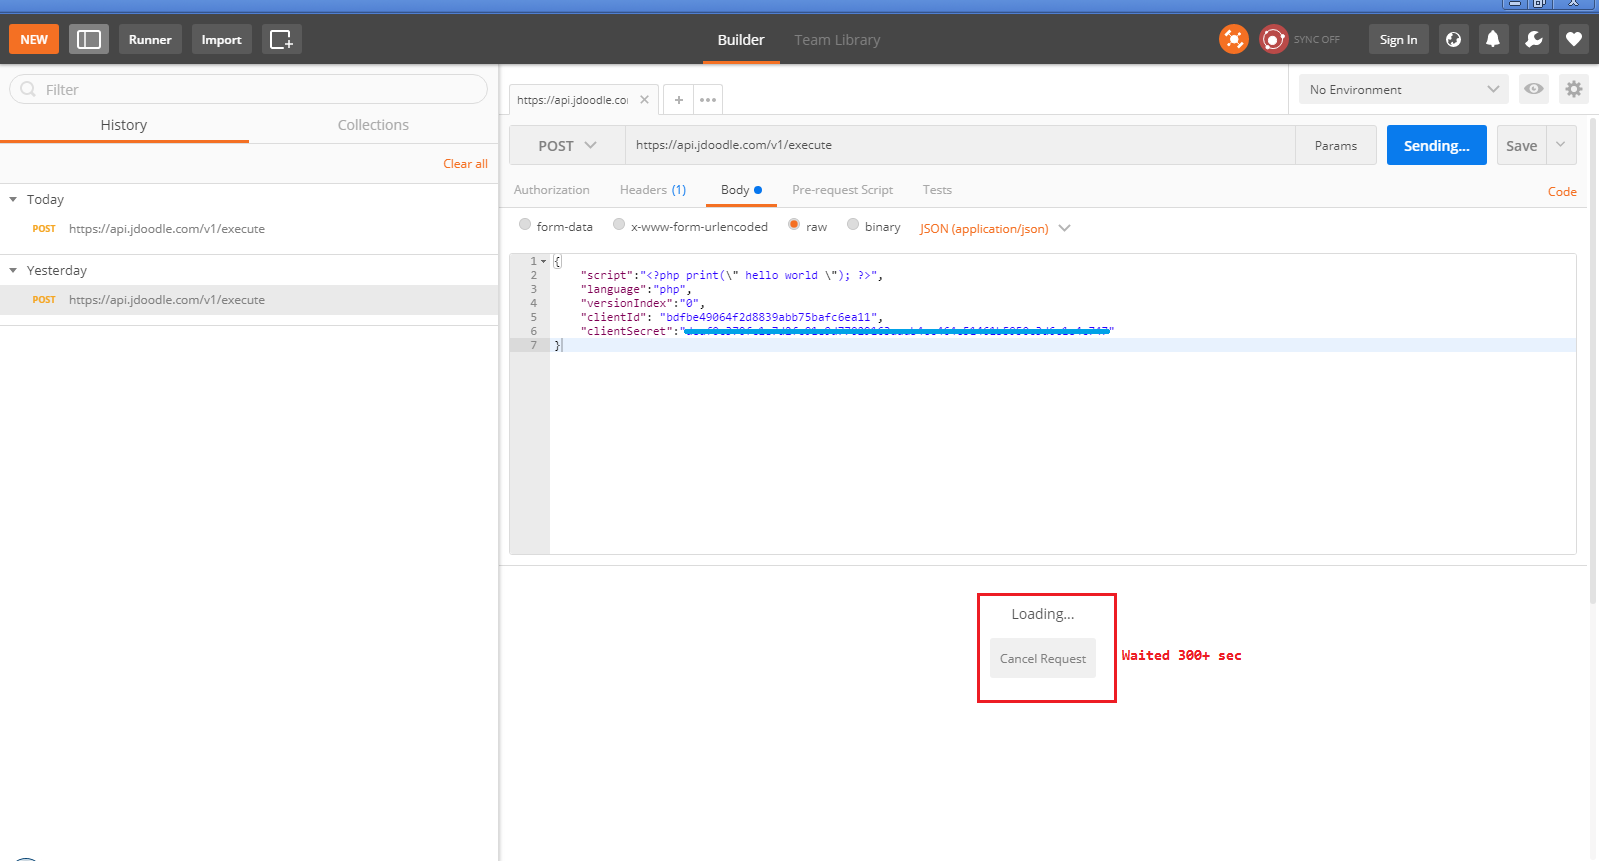 NEW Runner Import Builder Team Library SYNC OFF Sign In
Filter
History Collections
Clear all
Today
POST https://api.jdoodle.com/v1/execute
Yesterday
POST https://api.jdoodle.com/v1/execute
https://api.jdoodle.co
No Environment
POST https://api.jdoodle.com/v1/execute Params Sending... Save
Authorization Headers (1) Body Pre-request Script Tests Code
form-data x-www-form-urlencoded raw binary JSON (application/json)
1 {
2 "script":"<?php print(\" hello world \"); ?>",
3 "language":"php",
4 "versionIndex":"0",
5 "clientId": "bdfbe49064f2d8839abb75bafc6ea11",
6 "clientSecret":"
7 }
Loading...
Cancel Request
Waited 300+ sec